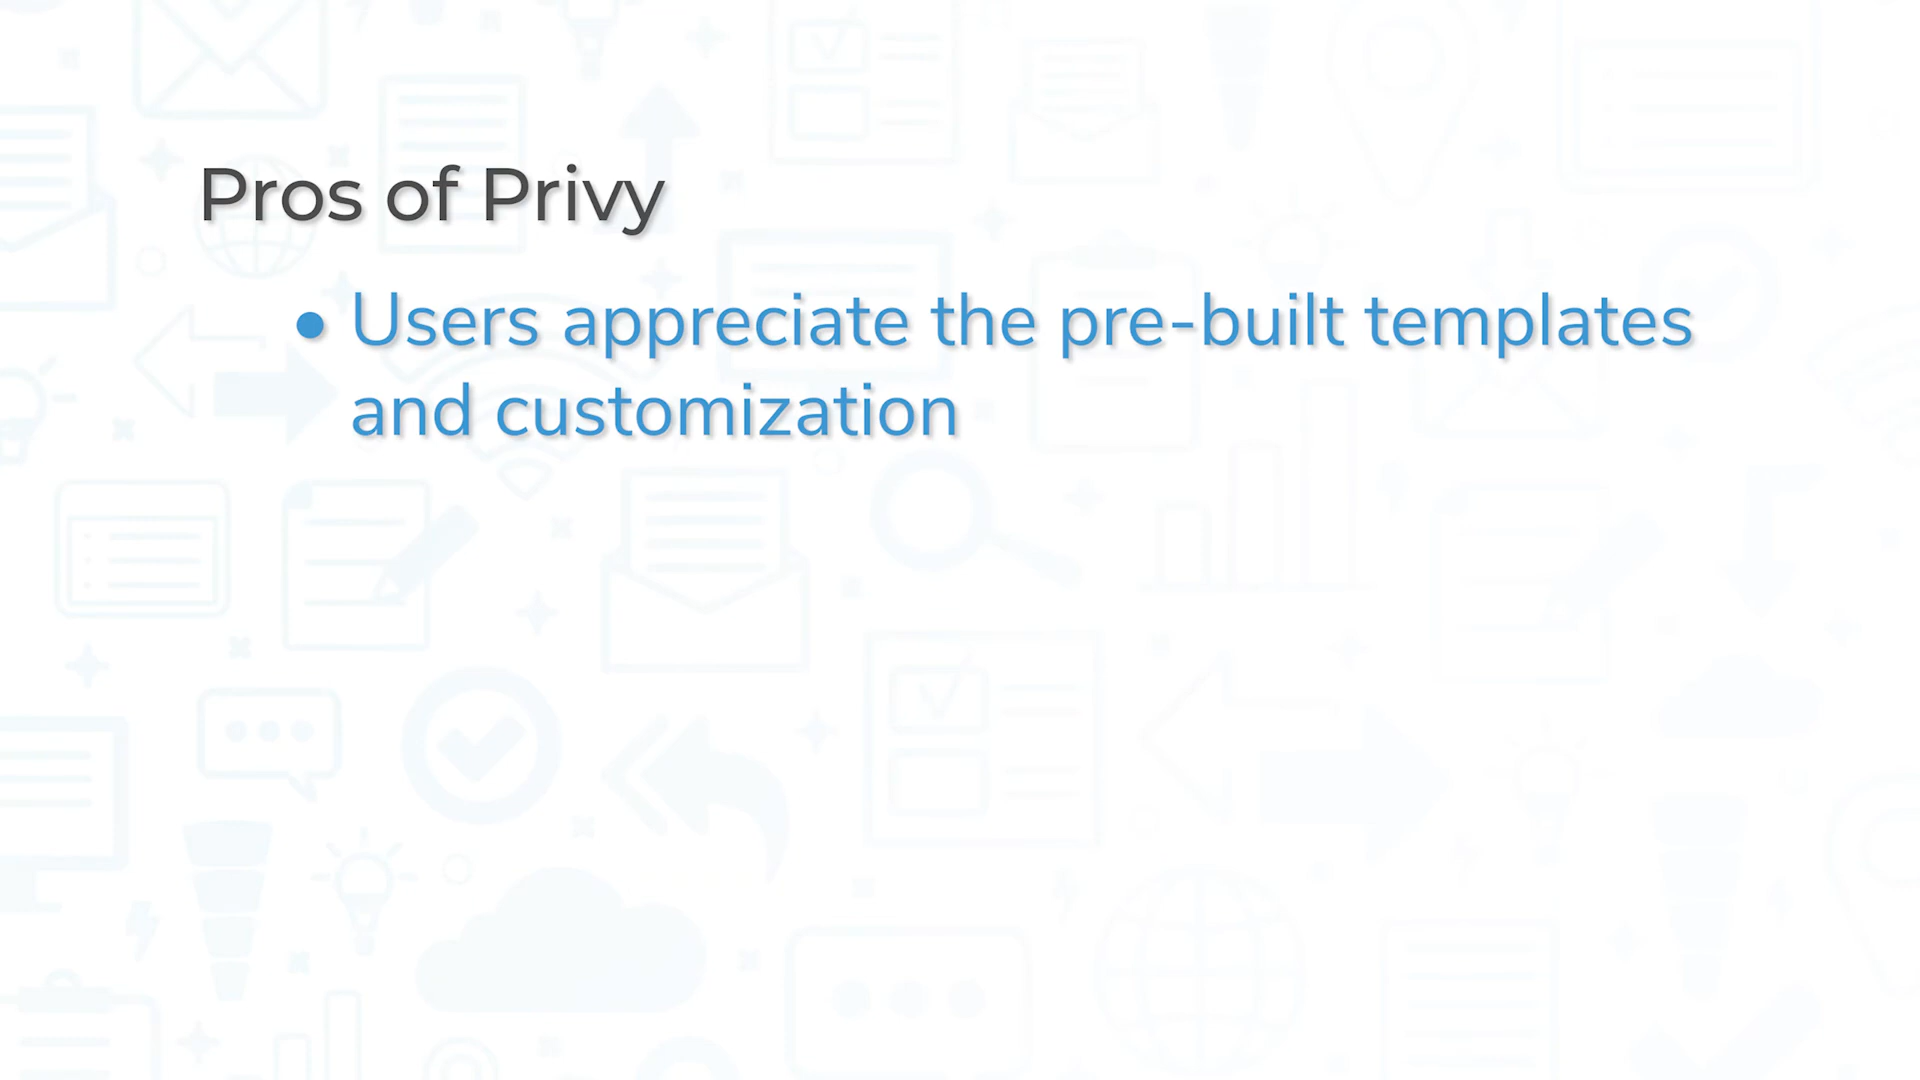 Pros of Privy
• Users appreciate the pre-built templates
and customization